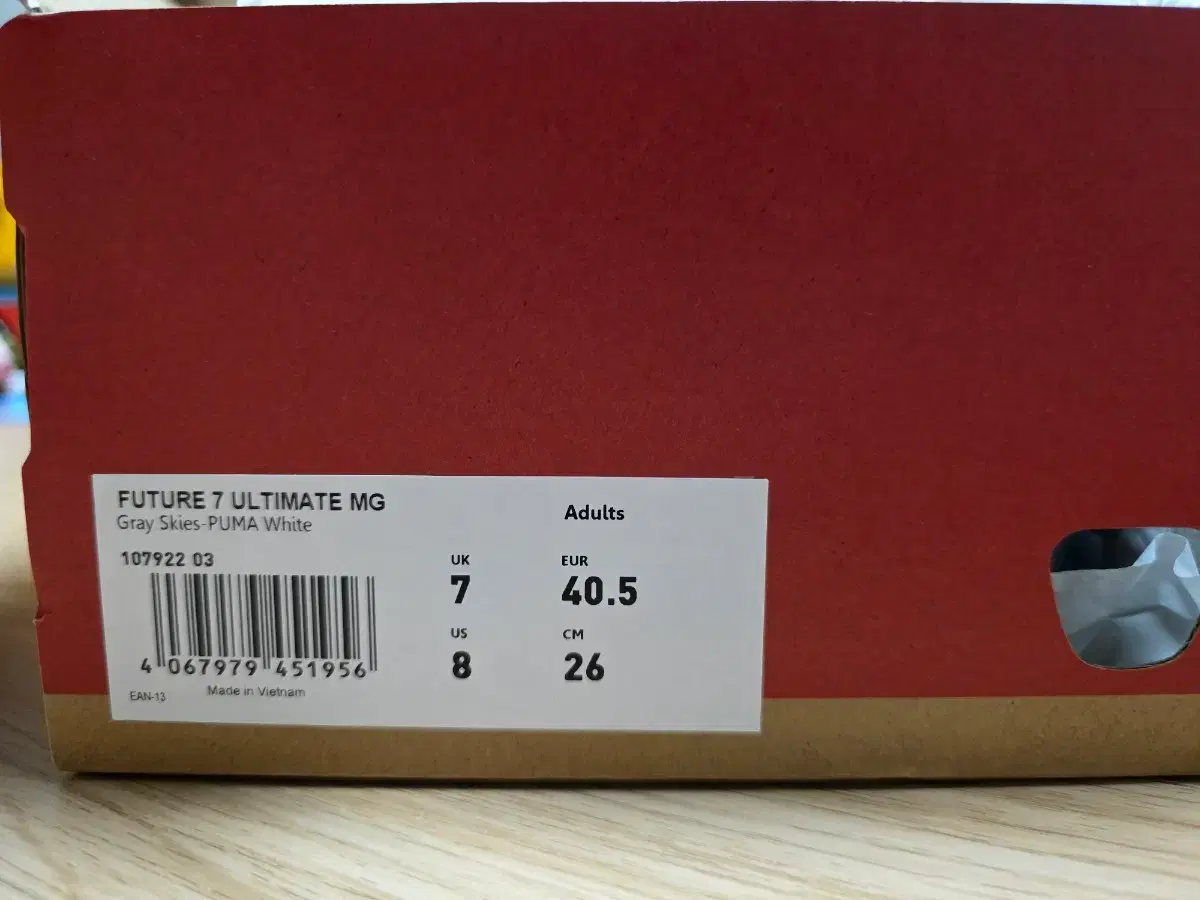 FUTURE 7 ULTIMATE MG
Gray Skies-PUMA White
Adults
107922 03
UK
7
EUR
40.5
US
8
CM
26
4 067979 451956
EAN-13
Made in Vietnam